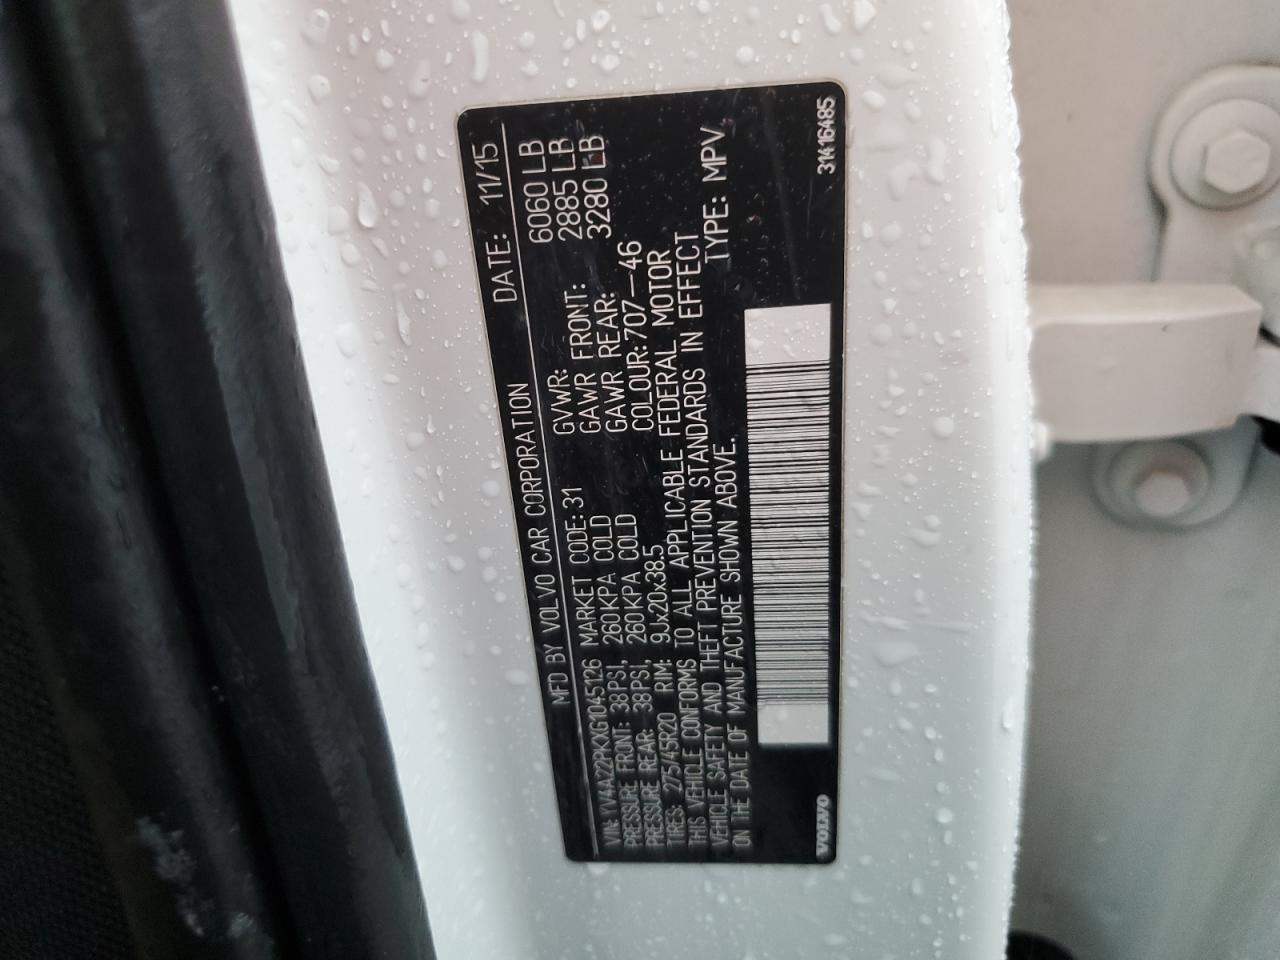 MFD BY VOLVO CAR CORPORATION DATE: 11/15
VIN: YV4A22PKXG1045126 MARKET CODE: 31 GVWR: 6060 LB
PRESSURE FRONT: 38PSI, 260KPA COLD GAWR FRONT: 2885 LB
PRESSURE REAR: 38PSI, 260KPA COLD GAWR REAR: 3280 LB
TIRES: 275/45R20 RIM: 9Jx20x38.5 COLOUR: 707-46
THIS VEHICLE CONFORMS TO ALL APPLICABLE FEDERAL MOTOR
VEHICLE SAFETY AND THEFT PREVENTION STANDARDS IN EFFECT
ON THE DATE OF MANUFACTURE SHOWN ABOVE. TYPE: MPV,
VOLVO 31416485